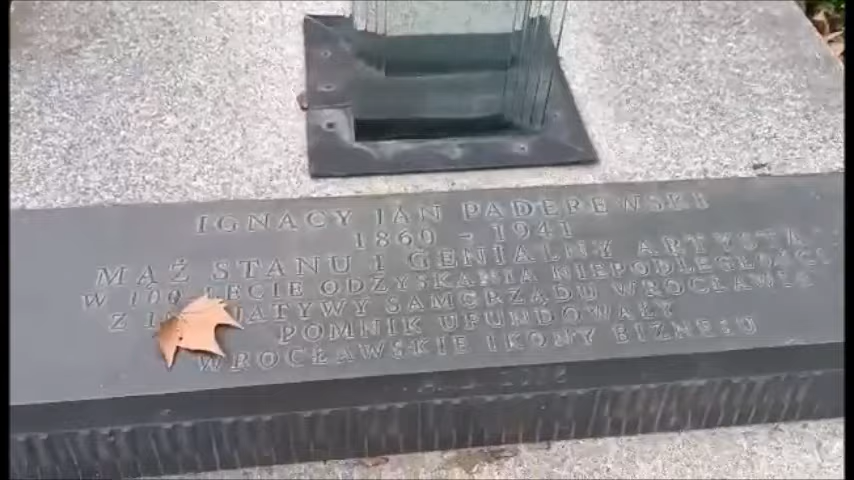 IGNACY JAN PADEREWSKI
1860 - 1941
MĄŻ STANU I GENIALNY ARTYSTA
W 100-LECIE ODZYSKANIA NIEPODLEGŁOŚCI
Z INICJATYWY SAMORZĄDU WROCŁAWIA
POMNIK UFUNDOWAŁY
WROCŁAWSKIE IKONY BIZNESU